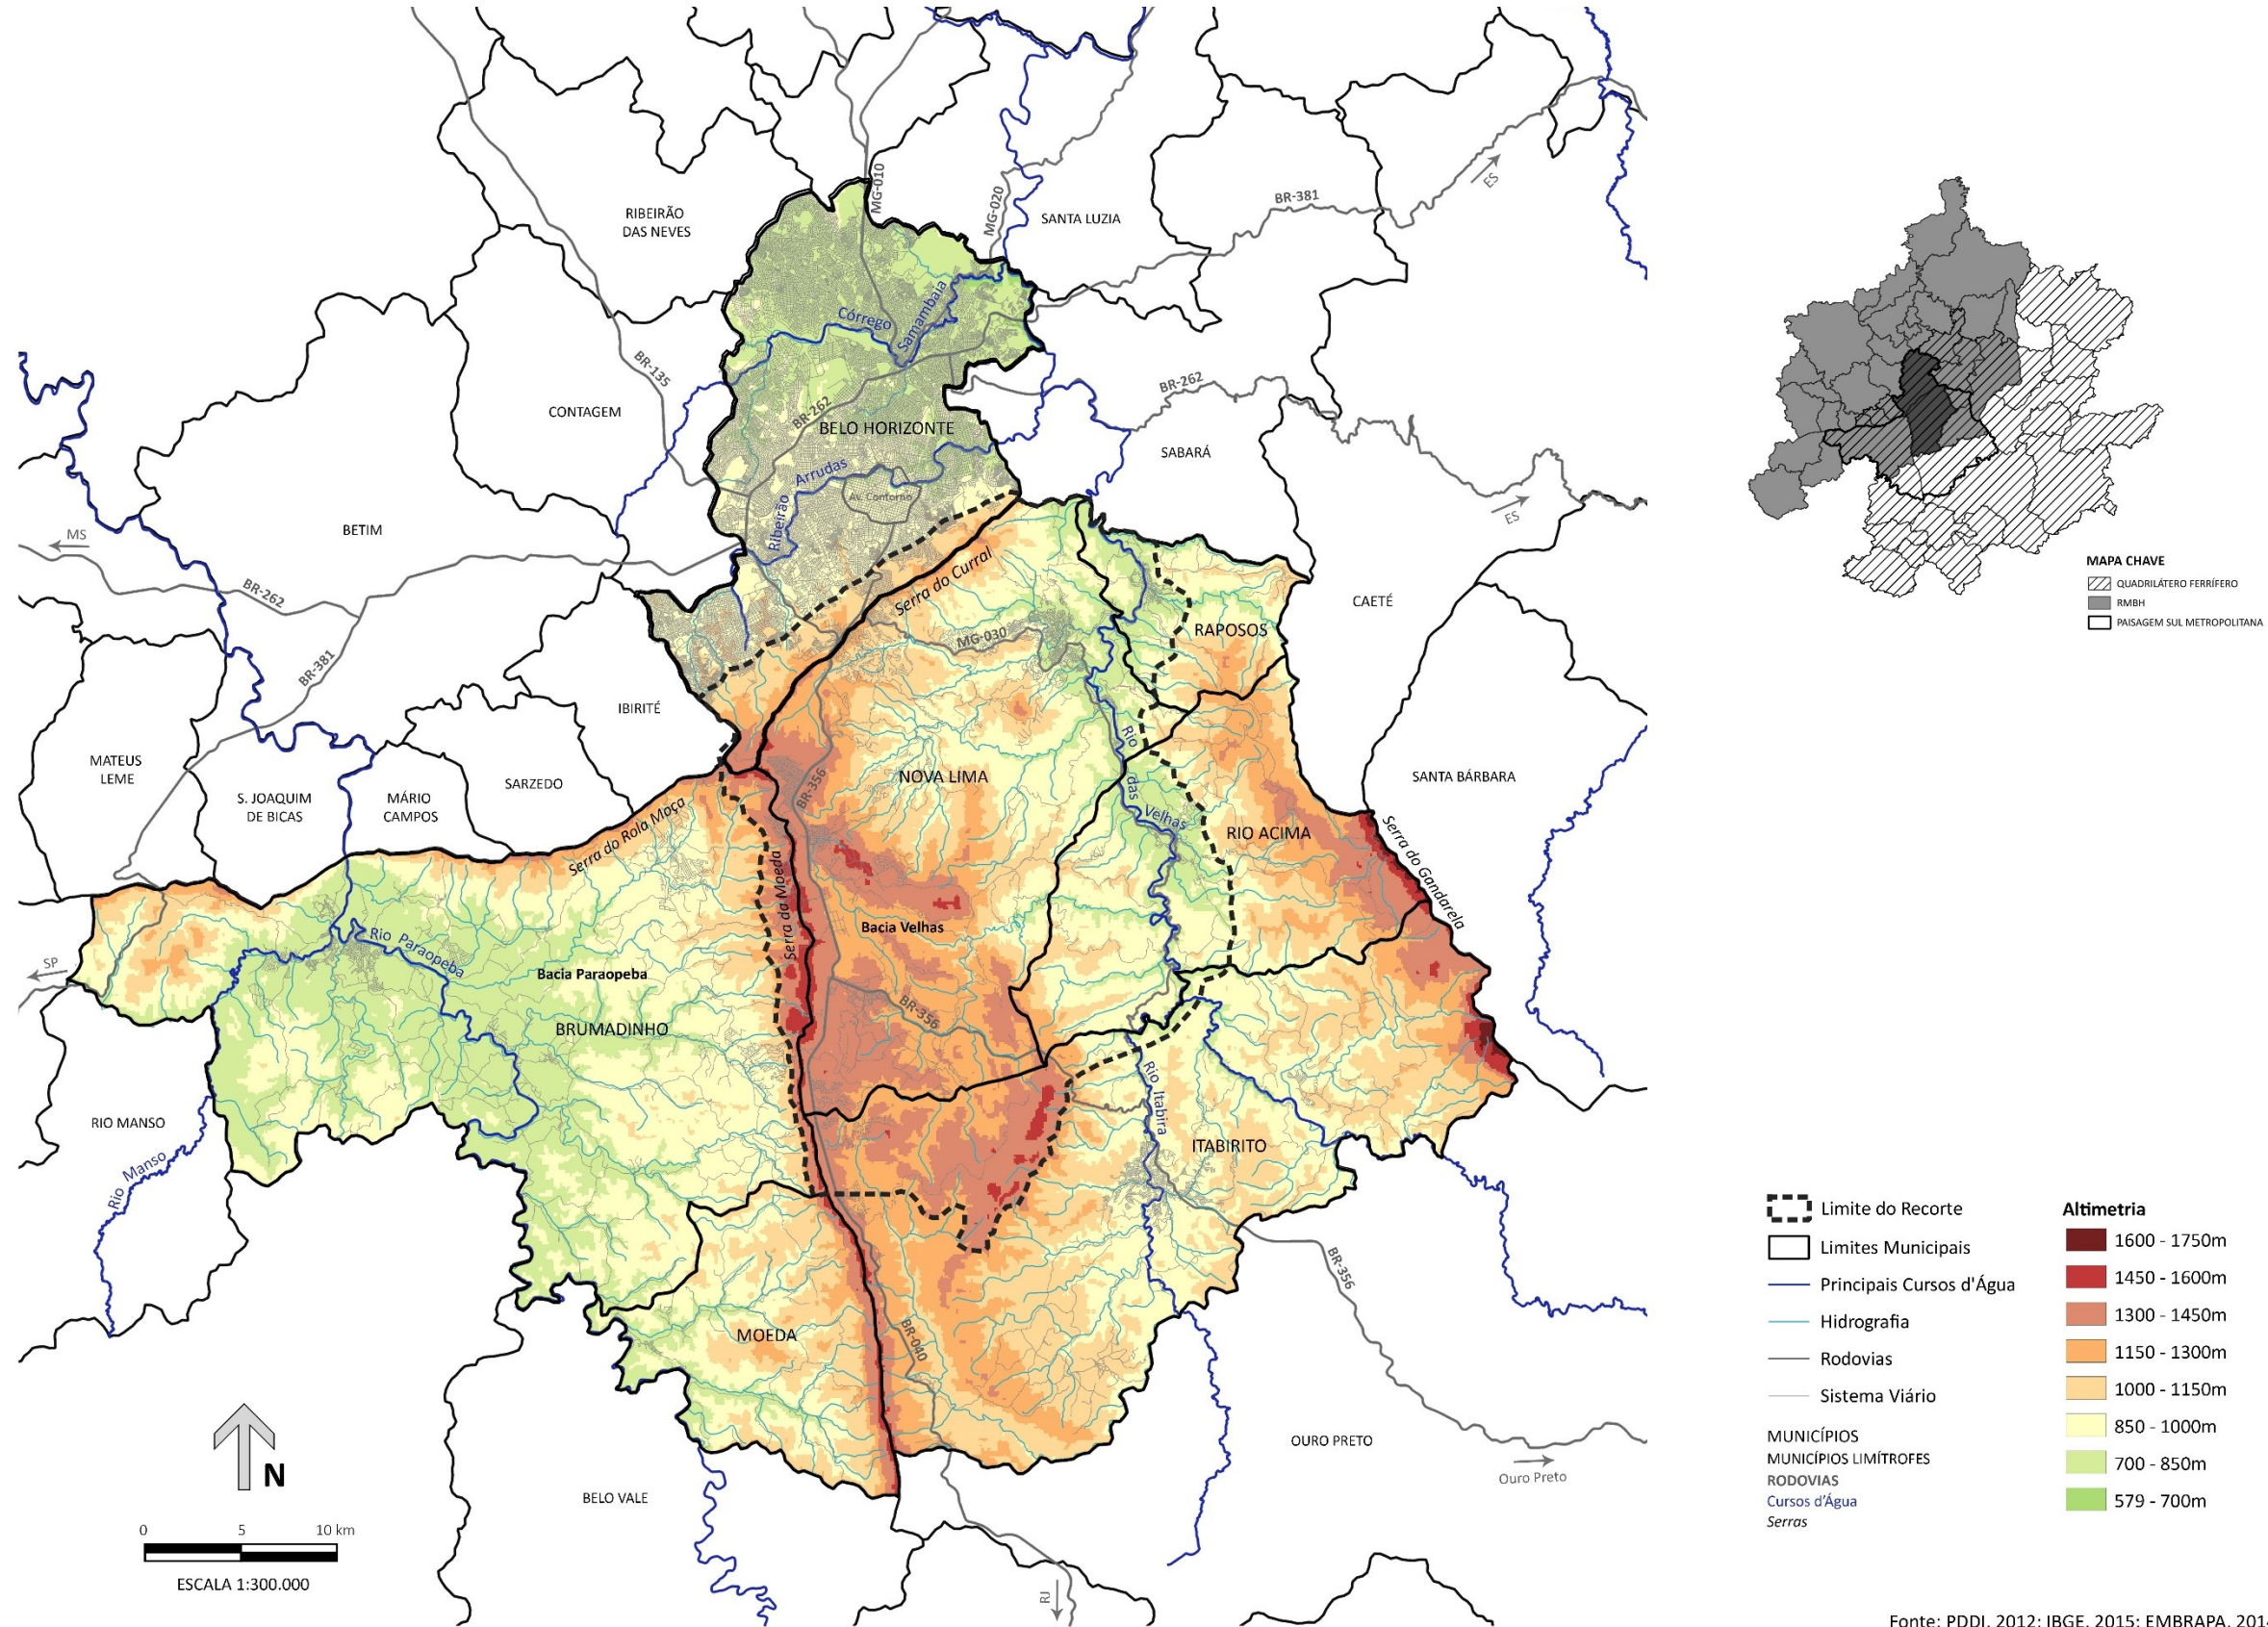 MG-010
MG-020
RIBEIRÃO
DAS NEVES
SANTA LUZIA
BR-381
ES
Córrego
Samambaia
BR-135
CONTAGEM
BR-262
BELO HORIZONTE
BR-262
SABARÁ
Arrudas
Ribeirão
Av. Contorno
ES
BETIM
MS
BR-262
BR-381
Serra do Curral
MG-030
RAPOSOS
CAETÉ
IBIRITÉ
Rio
das
Velhas
MATEUS
LEME
S. JOAQUIM
DE BICAS
MÁRIO
CAMPOS
SARZEDO
NOVA LIMA
BR-356
SANTA BÁRBARA
Serra do Rola Moça
RIO ACIMA
Serra do Gandarela
Serra da Moeda
Bacia Velhas
Rio Paraopeba
Bacia Paraopeba
SP
BRUMADINHO
BR-356
Rio Itabira
RIO MANSO
Rio Manso
ITABIRITO
BR-356
MOEDA
BR-040
OURO PRETO
Ouro Preto
BELO VALE
RJ
N
0 5 10 km
ESCALA 1:300.000
MAPA CHAVE
QUADRILÁTERO FERRÍFERO
RMBH
PAISAGEM SUL METROPOLITANA
Limite do Recorte
Limites Municipais
Principais Cursos d'Água
Hidrografia
Rodovias
Sistema Viário
MUNICÍPIOS
MUNICÍPIOS LIMÍTROFES
RODOVIAS
Cursos d'Água
Serras
Altimetria
1600 - 1750m
1450 - 1600m
1300 - 1450m
1150 - 1300m
1000 - 1150m
850 - 1000m
700 - 850m
579 - 700m
Fonte: PDDI, 2012; IBGE, 2015; EMBRAPA, 2014